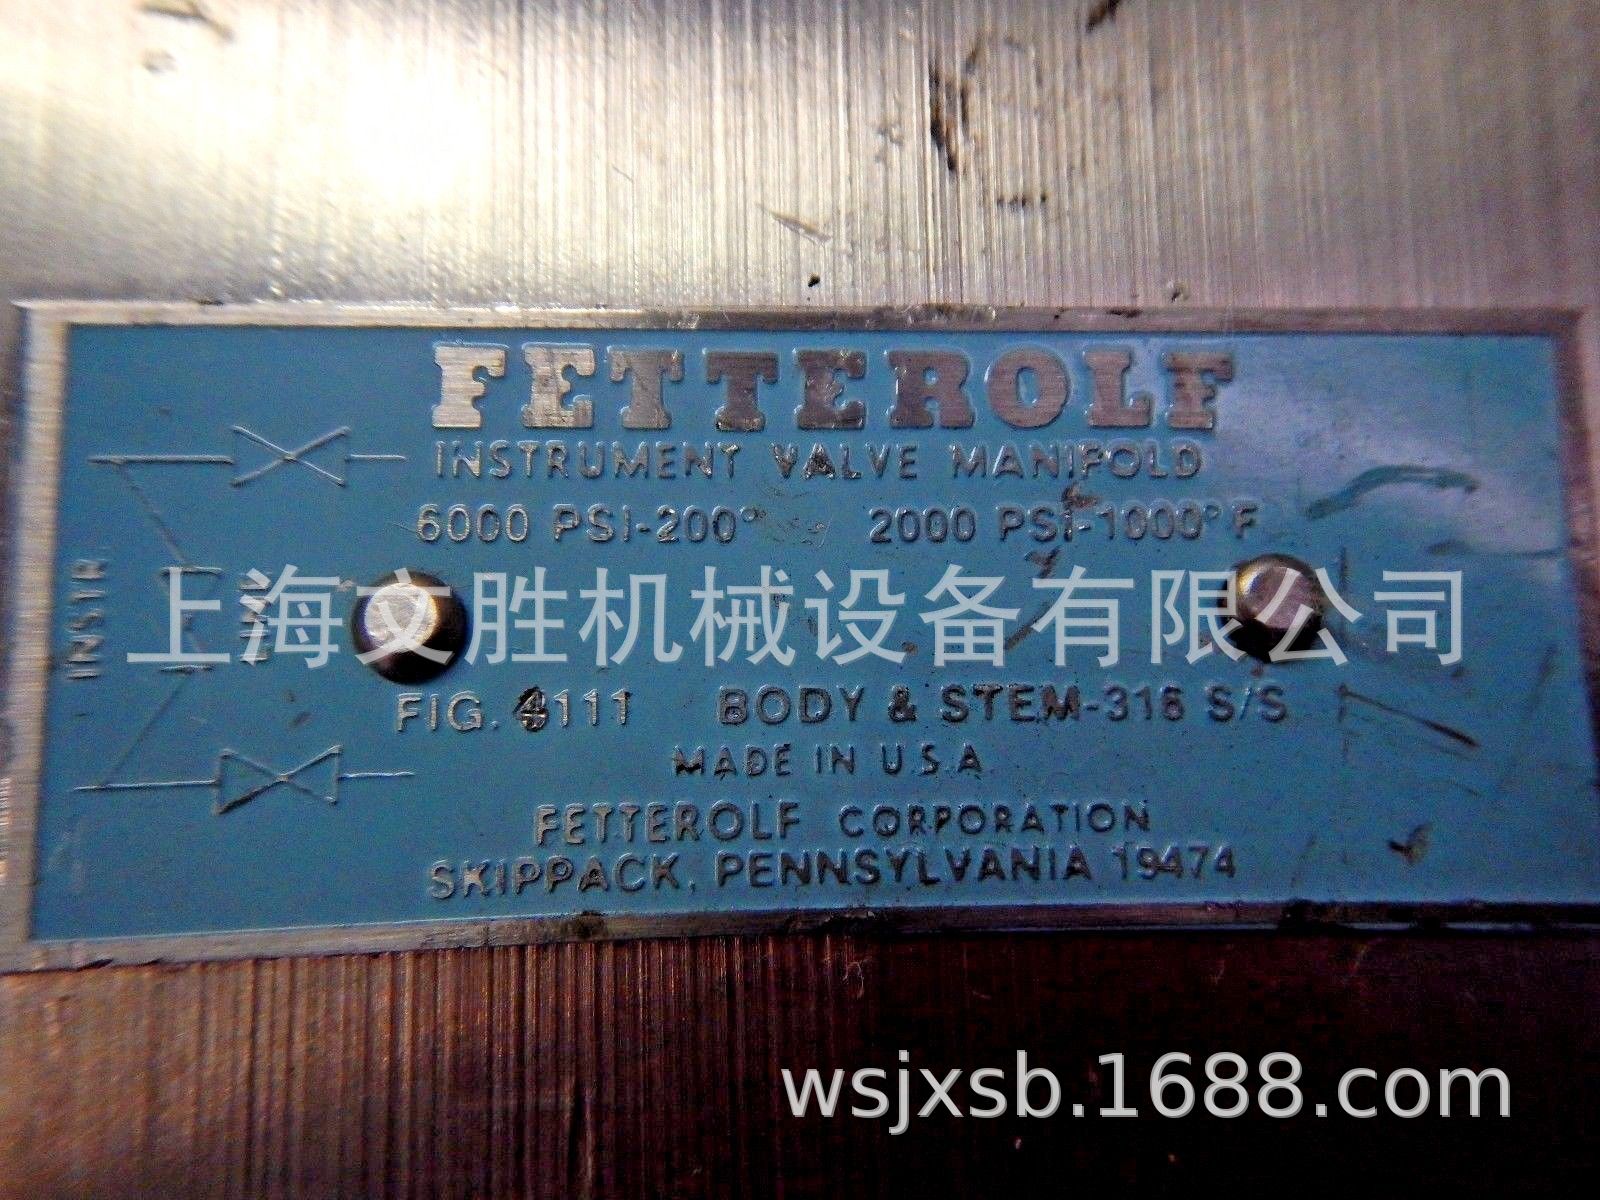 FETTEROLF
INSTRUMENT VALVE MANIFOLD
6000 PSI-200° 2000 PSI-1000°F
INSTR
上海文胜机械设备有限公司
FIG. 4111 BODY & STEM-316 S/S
MADE IN U.S.A.
FETTEROLF CORPORATION
SKIPPACK, PENNSYLVANIA 19474
wsjxsb.1688.com